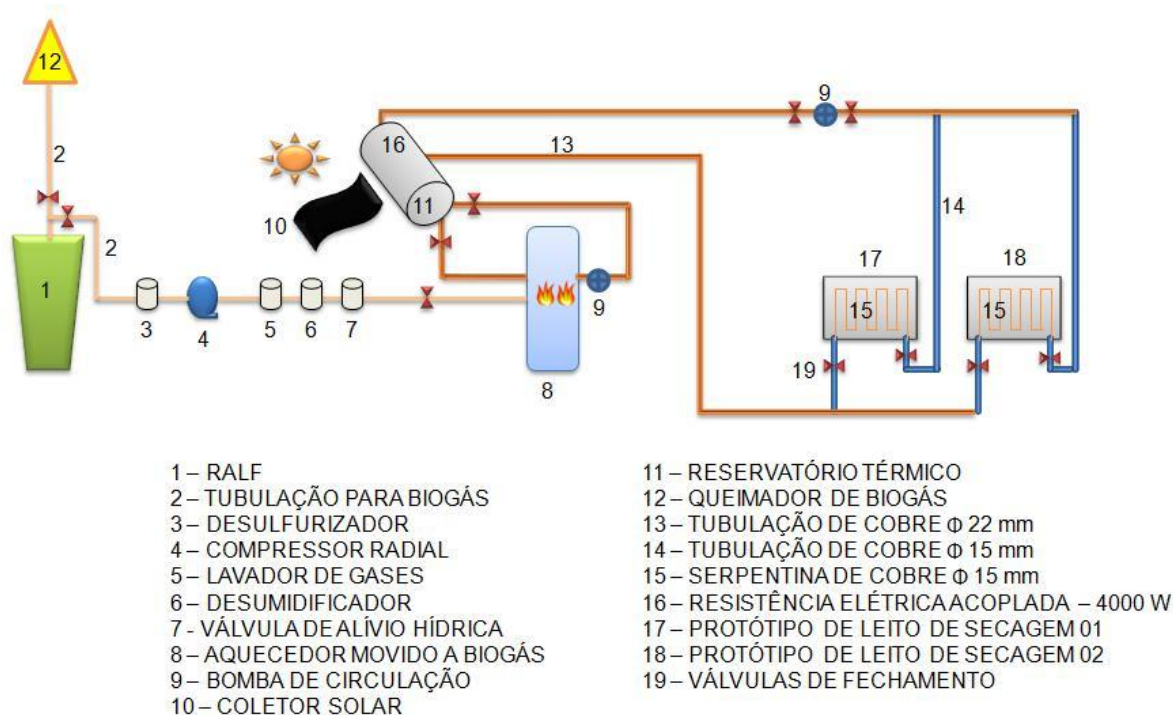 12
9
2
16
13
11
10
14
2
17
18
1
15
15
9
3
4
5
6
7
8
19
1 – RALF
2 – TUBULAÇÃO PARA BIOGÁS
3 – DESULFURIZADOR
4 – COMPRESSOR RADIAL
5 – LAVADOR DE GASES
6 – DESUMIDIFICADOR
7 - VÁLVULA DE ALÍVIO HÍDRICA
8 – AQUECEDOR MOVIDO A BIOGÁS
9 – BOMBA DE CIRCULAÇÃO
10 – COLETOR SOLAR
11 – RESERVATÓRIO TÉRMICO
12 – QUEIMADOR DE BIOGÁS
13 – TUBULAÇÃO DE COBRE Φ 22 mm
14 – TUBULAÇÃO DE COBRE Φ 15 mm
15 – SERPENTINA DE COBRE Φ 15 mm
16 – RESISTÊNCIA ELÉTRICA ACOPLADA – 4000 W
17 – PROTÓTIPO DE LEITO DE SECAGEM 01
18 – PROTÓTIPO DE LEITO DE SECAGEM 02
19 – VÁLVULAS DE FECHAMENTO